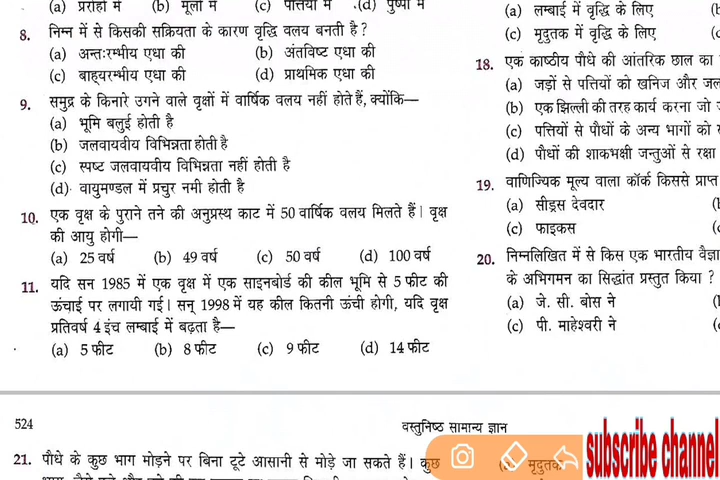 (a) प्ररोहों में (b) मूलों में (c) पत्तियों में (d) पुष्पों में
8. निम्न में से किसकी सक्रियता के कारण वृद्धि वलय बनती है ?
(a) अन्तःरम्भीय एधा की (b) अंतविष्ट एधा की
(c) बाह्यरम्भीय एधा की (d) प्राथमिक एधा की
9. समुद्र के किनारे उगने वाले वृक्षों में वार्षिक वलय नहीं होते हैं, क्योंकि—
(a) भूमि बलुई होती है
(b) जलवायवीय विभिन्नता होती है
(c) स्पष्ट जलवायवीय विभिन्नता नहीं होती है
(d) वायुमण्डल में प्रचुर नमी होती है
10. एक वृक्ष के पुराने तने की अनुप्रस्थ काट में 50 वार्षिक वलय मिलते हैं। वृक्ष
की आयु होगी—
(a) 25 वर्ष (b) 49 वर्ष (c) 50 वर्ष (d) 100 वर्ष
11. यदि सन 1985 में एक वृक्ष में एक साइनबोर्ड की कील भूमि से 5 फीट की
ऊंचाई पर लगायी गई। सन् 1998 में यह कील कितनी ऊंची होगी, यदि वृक्ष
प्रतिवर्ष 4 इंच लम्बाई में बढ़ता है—
(a) 5 फीट (b) 8 फीट (c) 9 फीट (d) 14 फीट
(a) लम्बाई में वृद्धि के लिए
(c) मृदुतक में वृद्धि के लिए
18. एक काष्ठीय पौधे की आंतरिक छाल का
(a) जड़ों से पत्तियों को खनिज और जल
(b) एक झिल्ली की तरह कार्य करना जो
(c) पत्तियों से पौधों के अन्य भागों को
(d) पौधों की शाकभक्षी जन्तुओं से रक्षा
19. वाणिज्यिक मूल्य वाला कॉर्क किससे प्राप्त
(a) सीड्रस देवदार
(c) फाइकस
20. निम्नलिखित में से किस एक भारतीय वैज्ञा
के अभिगमन का सिद्धांत प्रस्तुत किया ?
(a) जे. सी. बोस ने
(c) पी. माहेश्वरी ने
524 वस्तुनिष्ठ सामान्य ज्ञान
21. पौधे के कुछ भाग मोड़ने पर बिना टूटे आसानी से मोड़े जा सकते हैं। कुछ
मृदुतक
subscribe channel